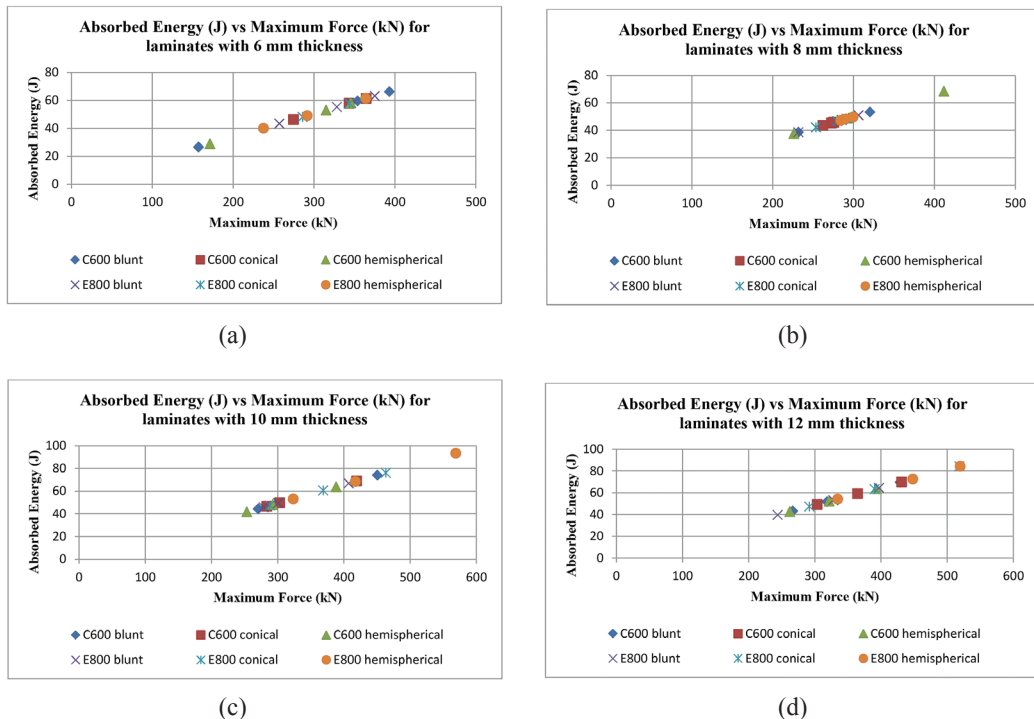 Absorbed Energy (J) vs Maximum Force (kN) for
laminates with 6 mm thickness
Absorbed Energy (J)
80
60
40
20
0
0 100 200 300 400 500
Maximum Force (kN)
C600 blunt C600 conical C600 hemispherical
E800 blunt E800 conical E800 hemispherical
(a)
Absorbed Energy (J) vs Maximum Force (kN) for
laminates with 8 mm thickness
Absorbed Energy (J)
80
60
40
20
0
0 100 200 300 400 500
Maximum Force (kN)
C600 blunt C600 conical C600 hemispherical
E800 blunt E800 conical E800 hemispherical
(b)
Absorbed Energy (J) vs Maximum Force (kN) for
laminates with 10 mm thickness
Absorbed Energy (J)
100
80
60
40
20
0
0 100 200 300 400 500 600
Maximum Force (kN)
C600 blunt C600 conical C600 hemispherical
E800 blunt E800 conical E800 hemispherical
(c)
Absorbed Energy (J) vs Maximum Force (kN) for
laminates with 12 mm thickness
Absorbed Energy (J)
100
80
60
40
20
0
0 100 200 300 400 500 600
Maximum Force (kN)
C600 blunt C600 conical C600 hemispherical
E800 blunt E800 conical E800 hemispherical
(d)